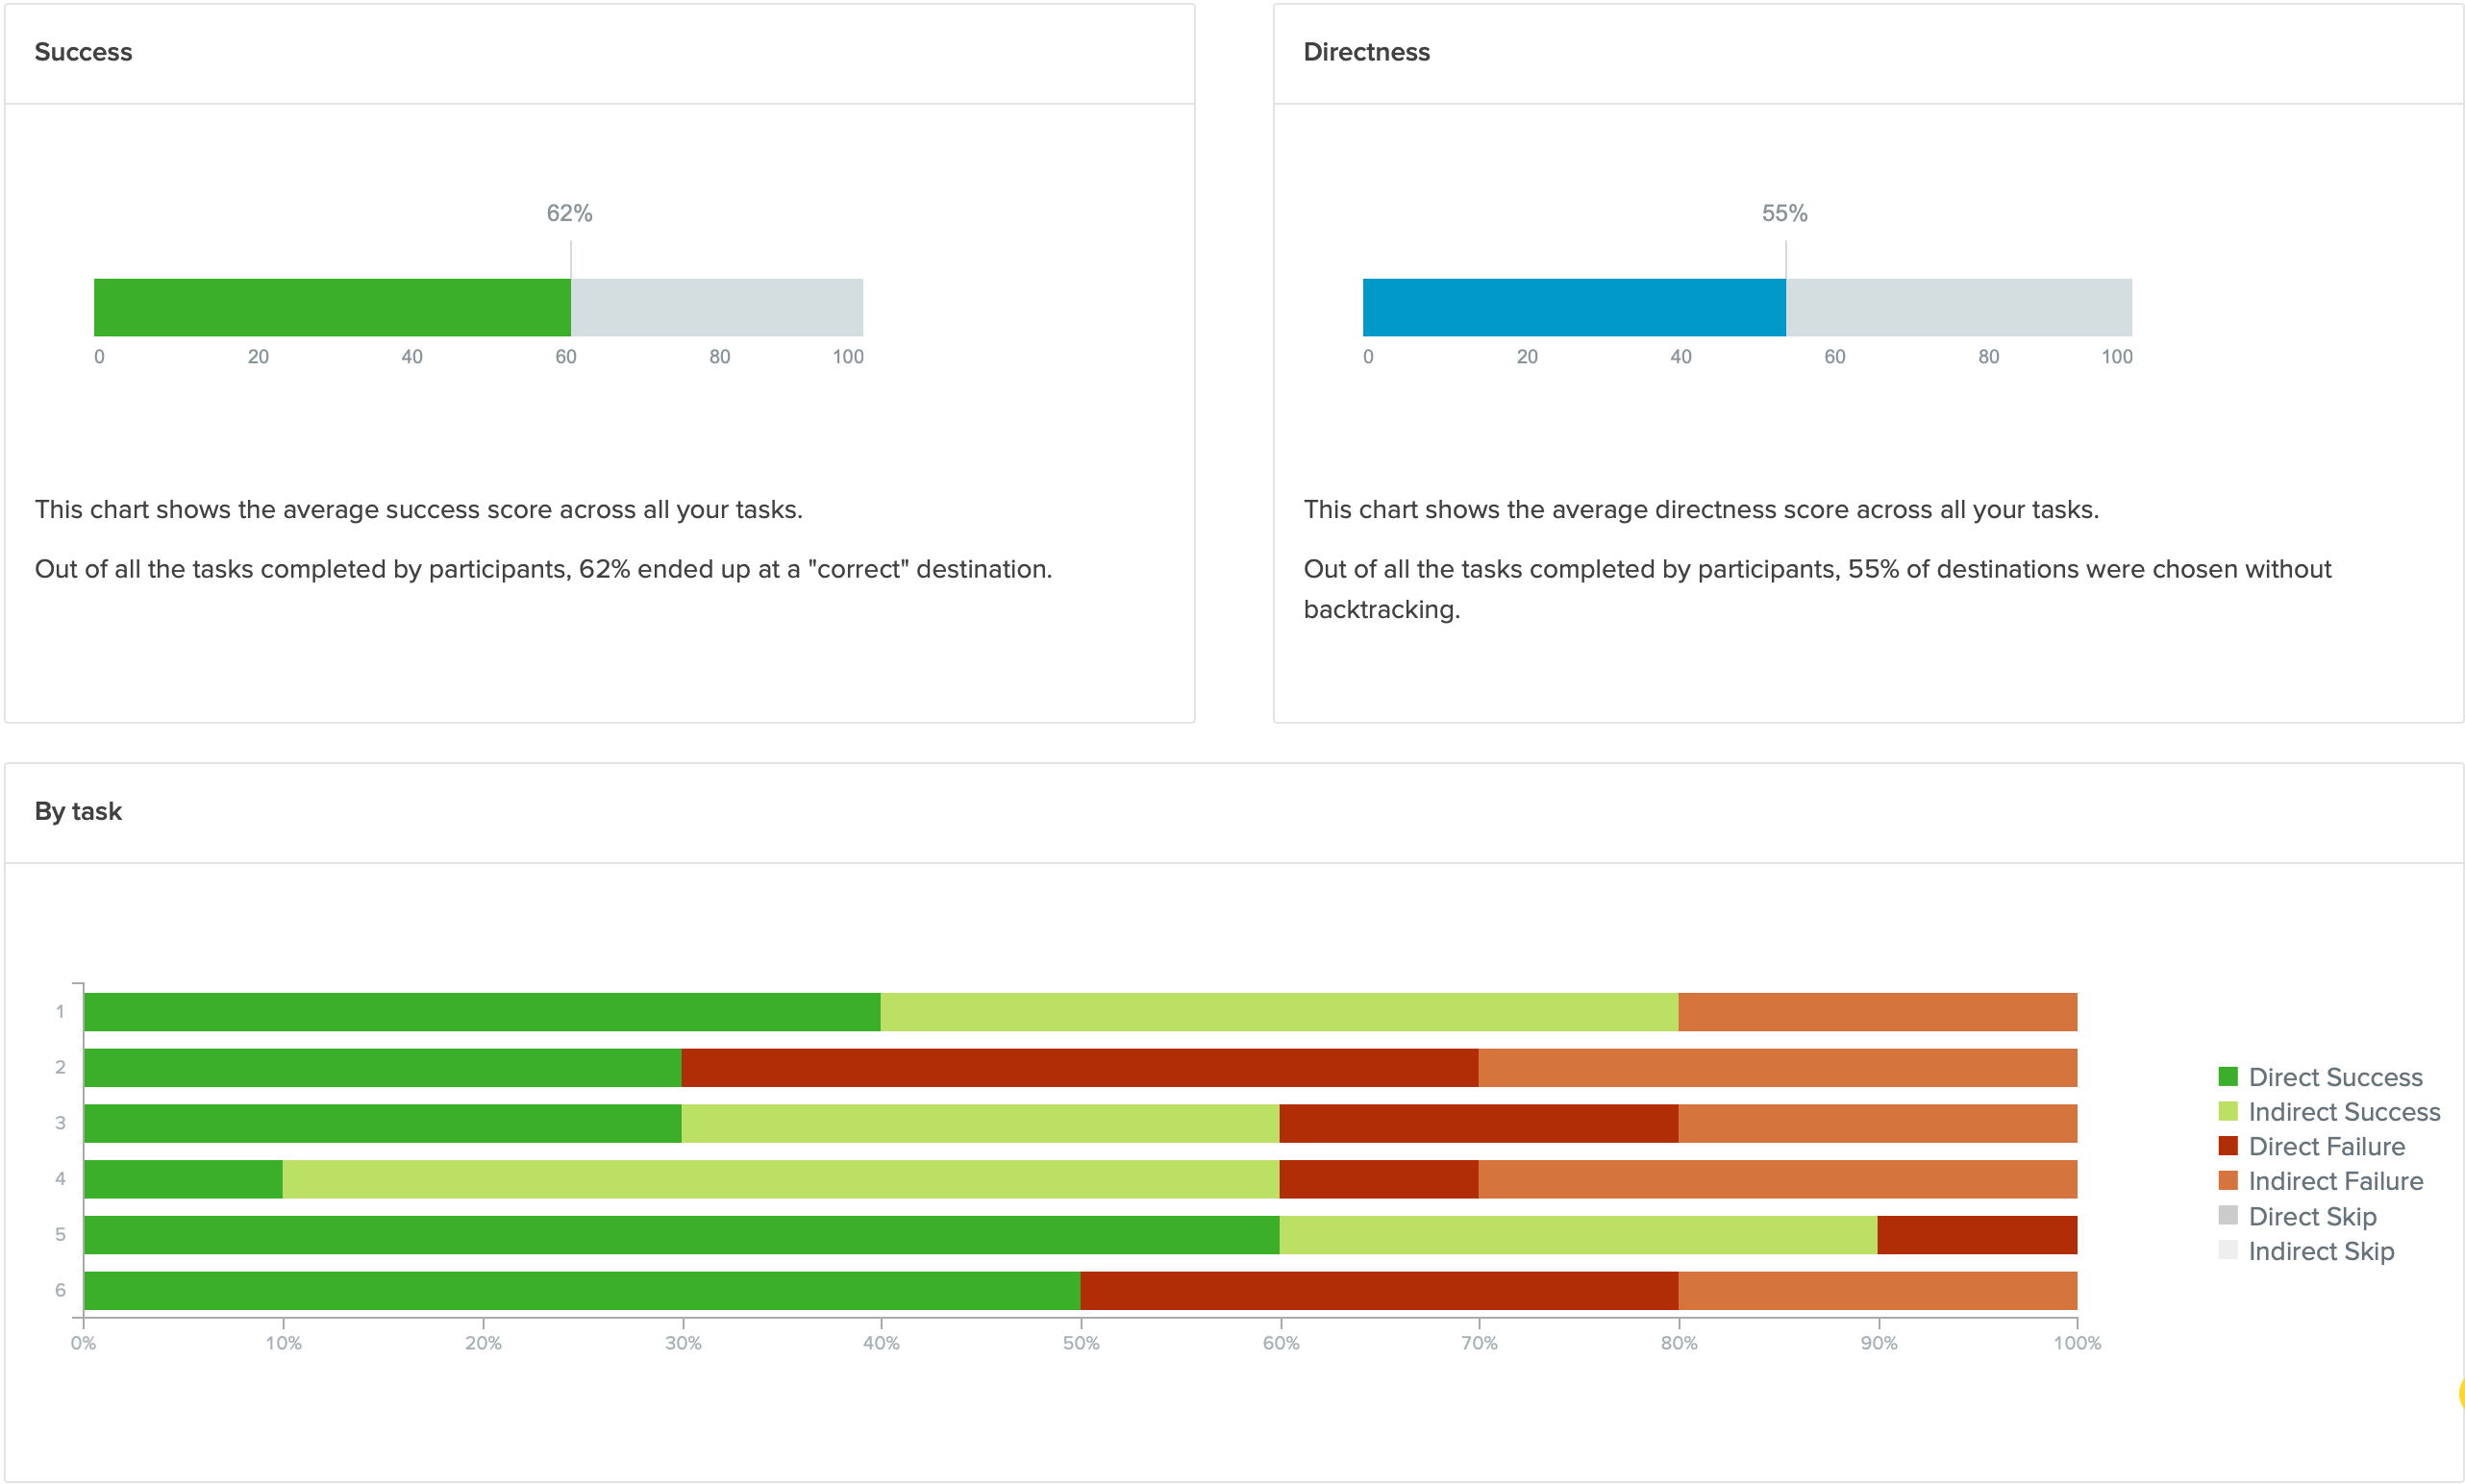 Success
62%
0 20 40 60 80 100
This chart shows the average success score across all your tasks.
Out of all the tasks completed by participants, 62% ended up at a "correct" destination.
Directness
55%
0 20 40 60 80 100
This chart shows the average directness score across all your tasks.
Out of all the tasks completed by participants, 55% of destinations were chosen without
backtracking.
By task
1
2
3
4
5
6
0% 10% 20% 30% 40% 50% 60% 70% 80% 90% 100%
Direct Success
Indirect Success
Direct Failure
Indirect Failure
Direct Skip
Indirect Skip